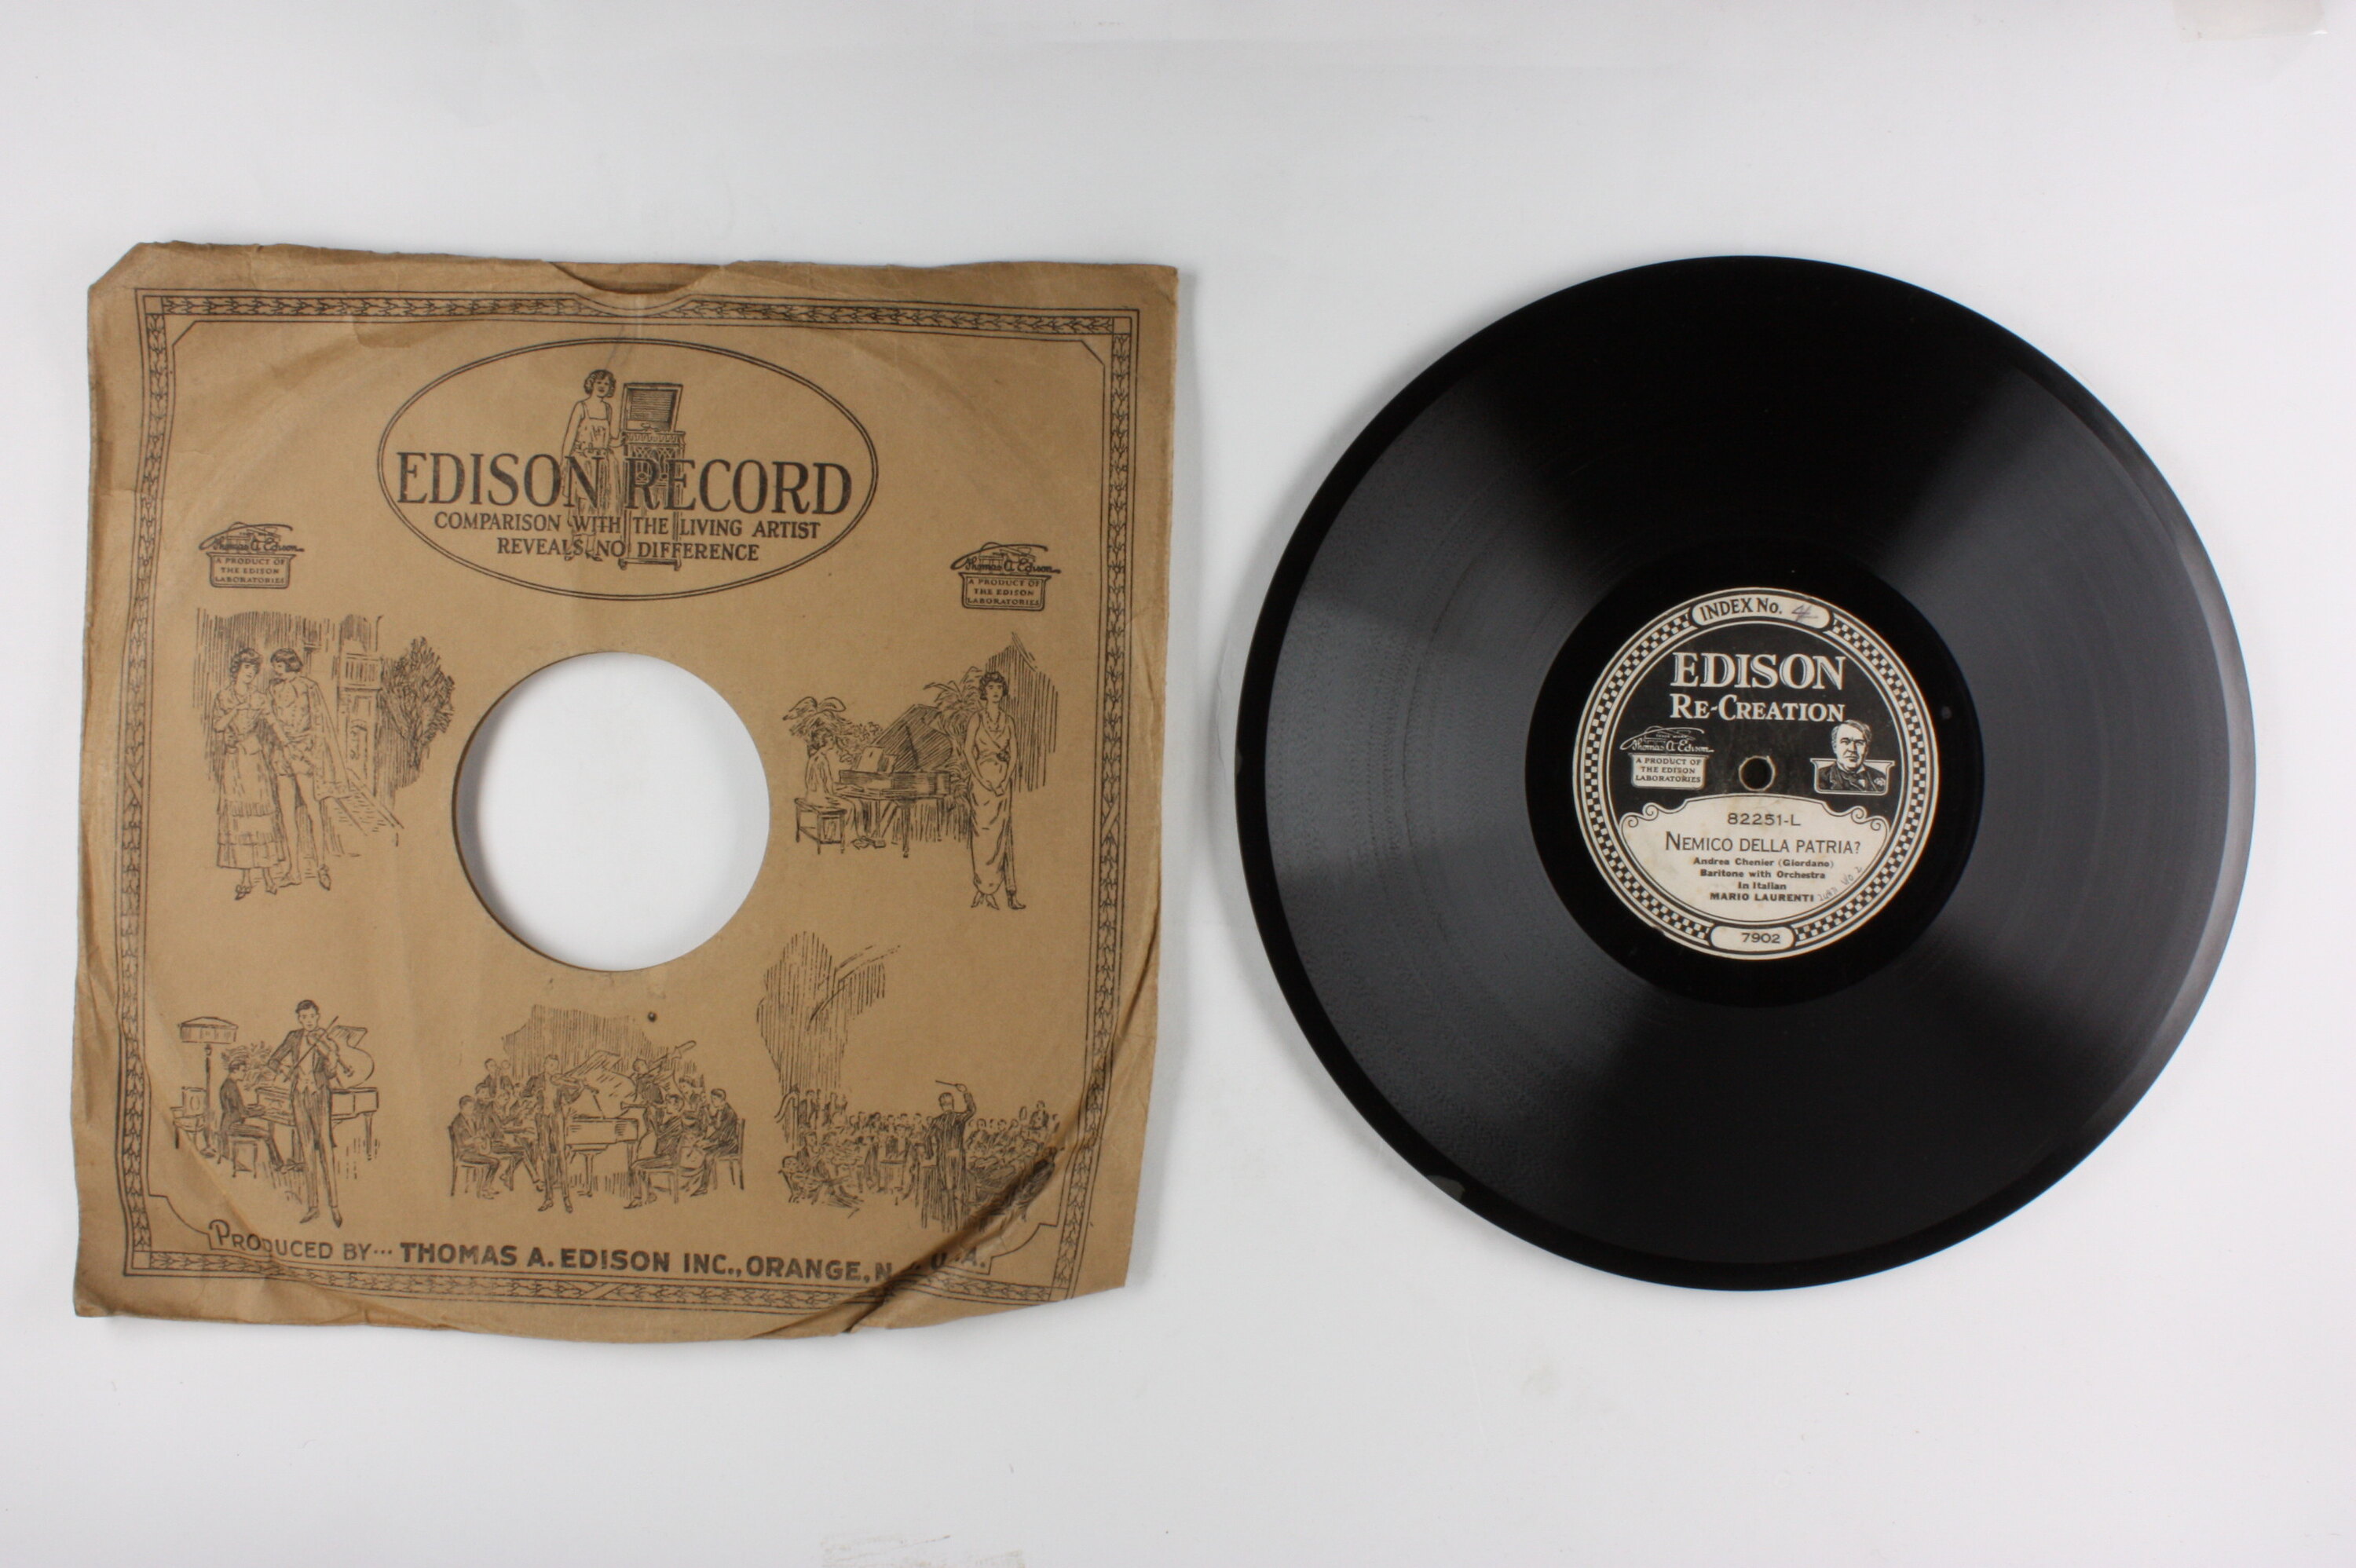 EDISON RECORD
COMPARISON WITH THE LIVING ARTIST
REVEALS NO DIFFERENCE
Thomas A. Edison
A PRODUCT OF
THE EDISON
LABORATORIES
Thomas A. Edison
A PRODUCT OF
THE EDISON
LABORATORIES
PRODUCED BY... THOMAS A. EDISON INC., ORANGE, N. U.S.A.
INDEX No. 4
EDISON
RE-CREATION
Thomas A. Edison
A PRODUCT OF
THE EDISON
LABORATORIES
82251-L
NEMICO DELLA PATRIA?
Andrea Chenier (Giordano)
Baritone with Orchestra
In Italian
MARIO LAURENTI
7902